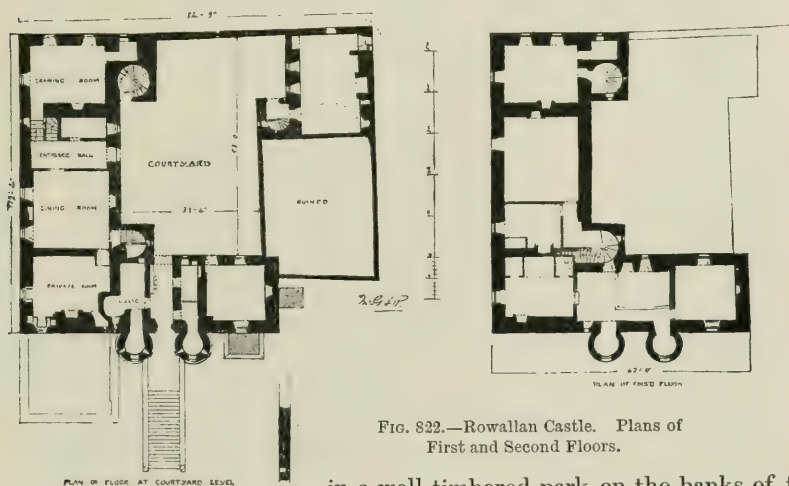 DRAWING ROOM
ENTRANCE HALL
COURTYARD
DINING ROOM
33'-6"
RUINED
PRIVATE ROOM
PLAN OF FLOOR AT COURTYARD LEVEL
PLAN OF FIRST FLOOR
FIG. 822.—Rowallan Castle. Plans of
First and Second Floors.
in a well-timbered park on the banks of